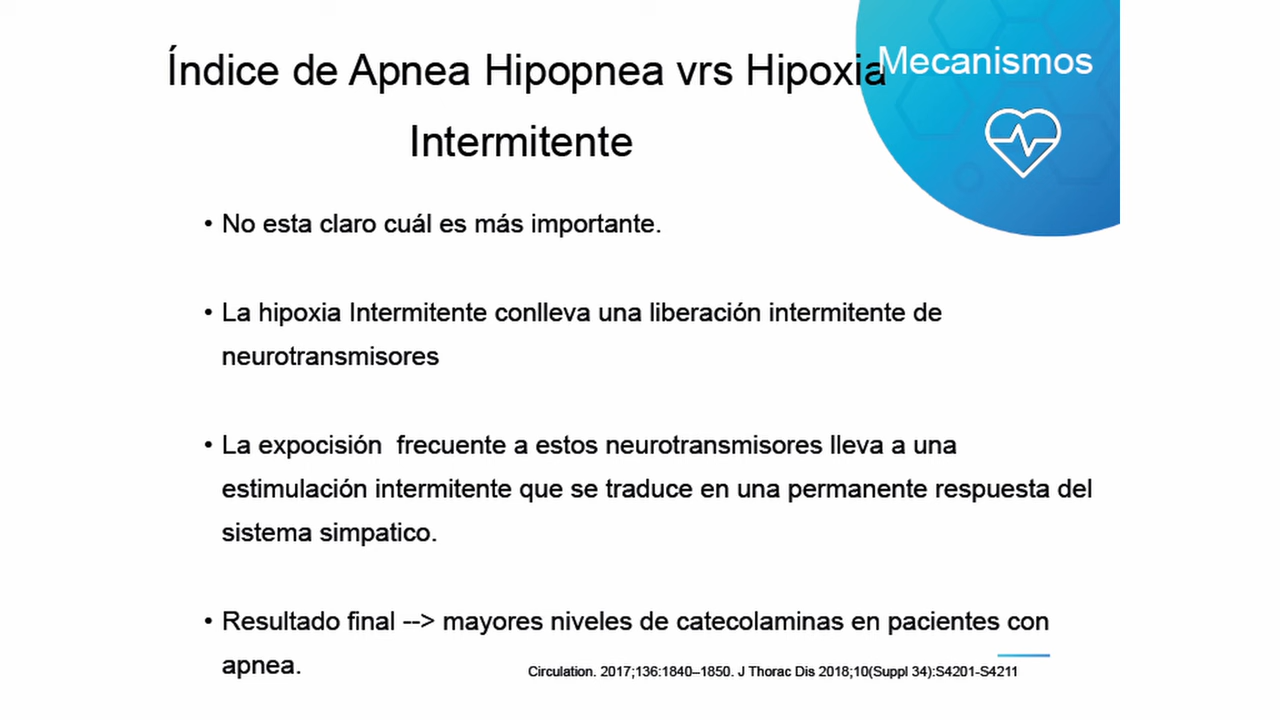 Índice de Apnea Hipopnea vrs Hipoxia
Intermitente
Mecanismos
• No esta claro cuál es más importante.
• La hipoxia Intermitente conlleva una liberación intermitente de
neurotransmisores
• La expocisión  frecuente a estos neurotransmisores lleva a una
estimulación intermitente que se traduce en una permanente respuesta del
sistema simpatico.
• Resultado final --> mayores niveles de catecolaminas en pacientes con
apnea.
Circulation. 2017;136:1840–1850. J Thorac Dis 2018;10(Suppl 34):S4201-S4211